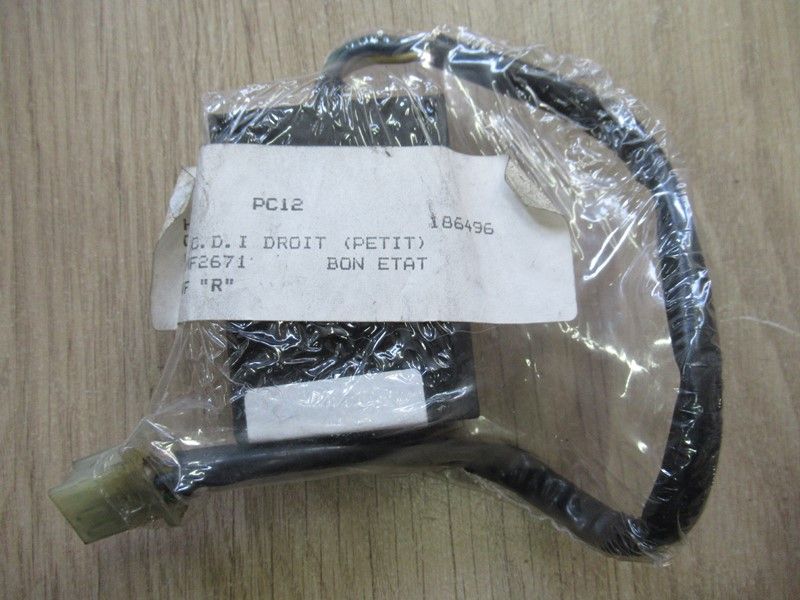 PC12
186496
.D.I DROIT (PETIT)
F2671 BON ETAT
"R"